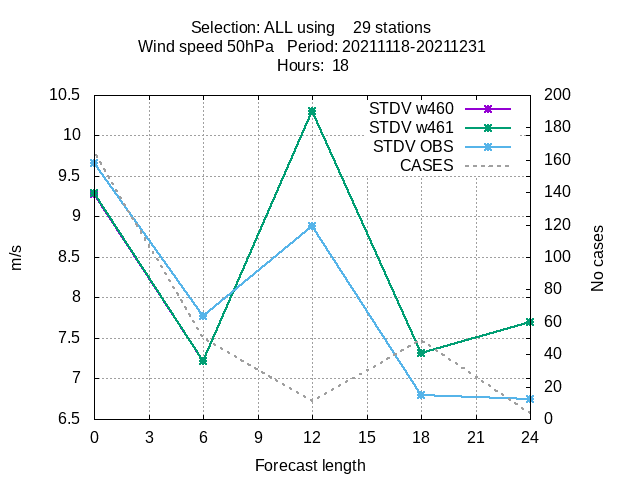 Selection: ALL using    29 stations
Wind speed 50hPa   Period: 20211118-20211231
Hours:  18
STDV w460
STDV w461
STDV OBS
CASES
10.5
10
9.5
9
8.5
8
7.5
7
6.5
m/s
200
180
160
140
120
100
80
60
40
20
0
No cases
0 3 6 9 12 15 18 21 24
Forecast length